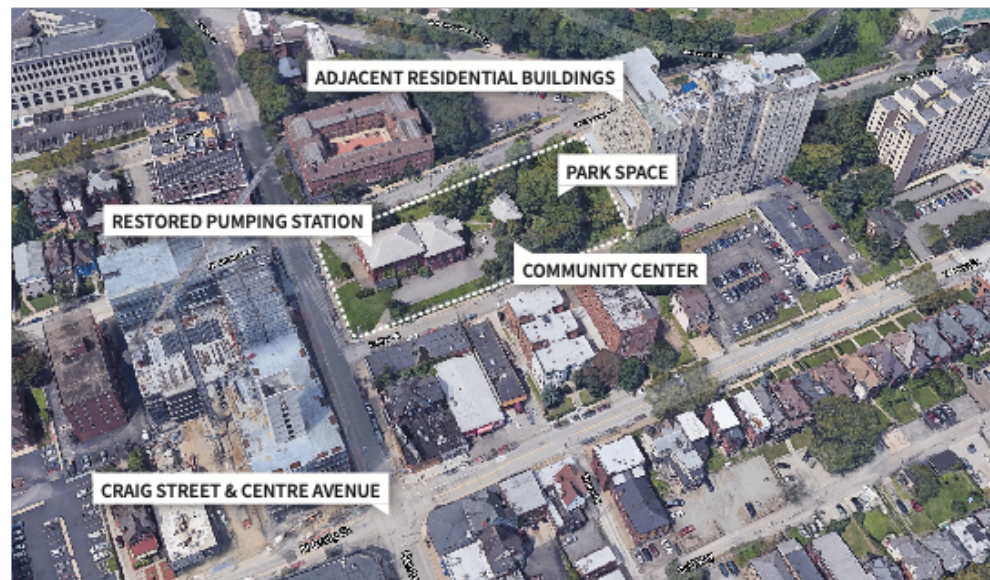 ADJACENT RESIDENTIAL BUILDINGS
PARK SPACE
RESTORED PUMPING STATION
COMMUNITY CENTER
CRAIG STREET & CENTRE AVENUE